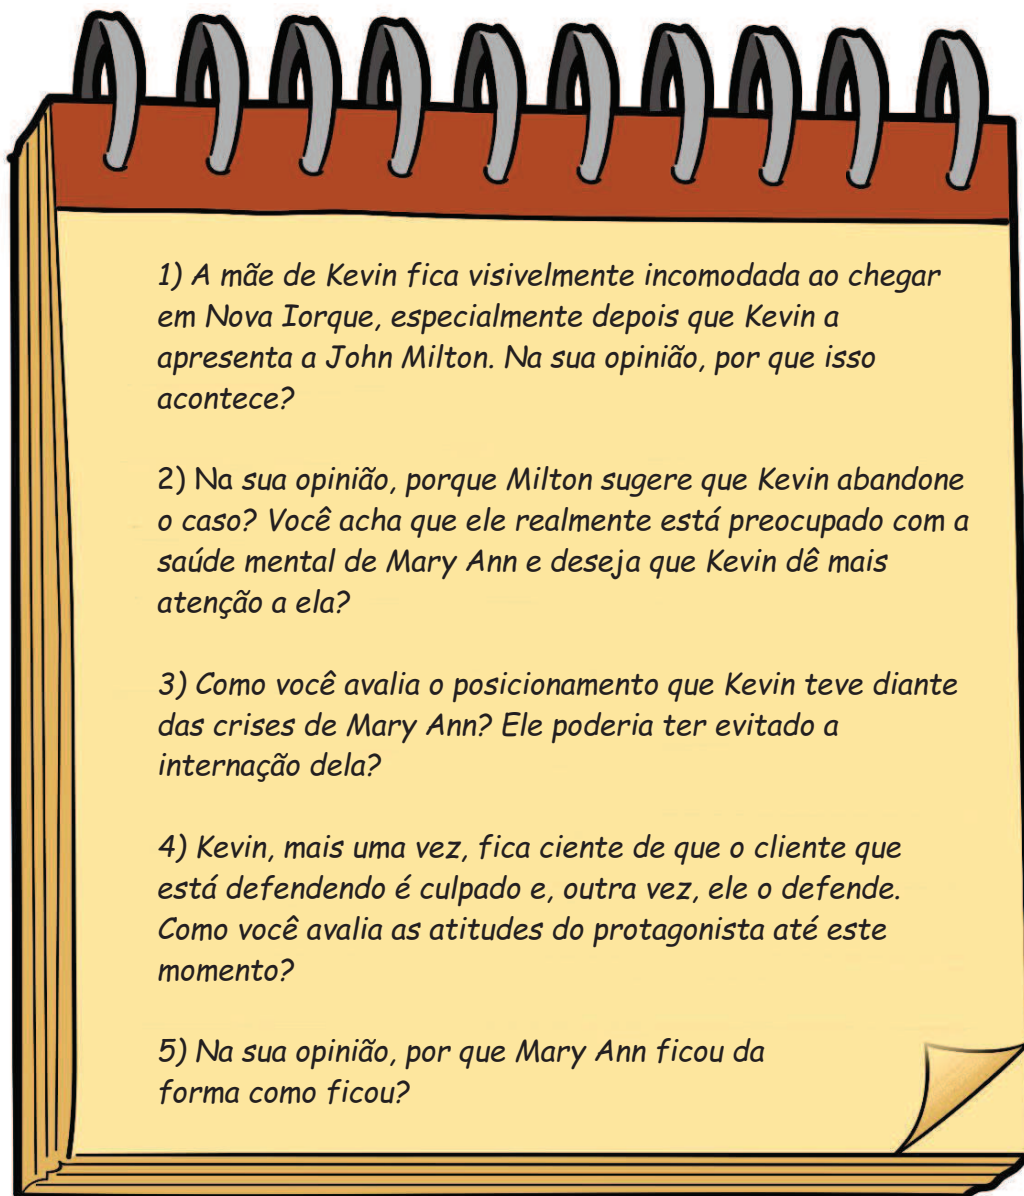 1) A mãe de Kevin fica visivelmente incomodada ao chegar
em Nova Iorque, especialmente depois que Kevin a
apresenta a John Milton. Na sua opinião, por que isso
acontece?
2) Na sua opinião, porque Milton sugere que Kevin abandone
o caso? Você acha que ele realmente está preocupado com a
saúde mental de Mary Ann e deseja que Kevin dê mais
atenção a ela?
3) Como você avalia o posicionamento que Kevin teve diante
das crises de Mary Ann? Ele poderia ter evitado a
internação dela?
4) Kevin, mais uma vez, fica ciente de que o cliente que
está defendendo é culpado e, outra vez, ele o defende.
Como você avalia as atitudes do protagonista até este
momento?
5) Na sua opinião, por que Mary Ann ficou da
forma como ficou?